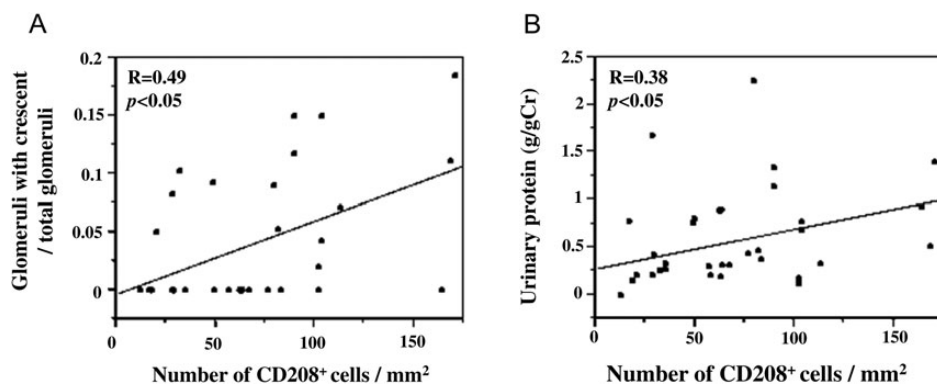 A
R=0.49
p<0.05
Glomeruli with crescent
/ total glomeruli
0.2
0.15
0.1
0.05
0
0
50
100
150
Number of CD208⁺ cells / mm²
B
R=0.38
p<0.05
Urinary protein (g/gCr)
2.5
2
1.5
1
0.5
0
0
50
100
150
Number of CD208⁺ cells / mm²